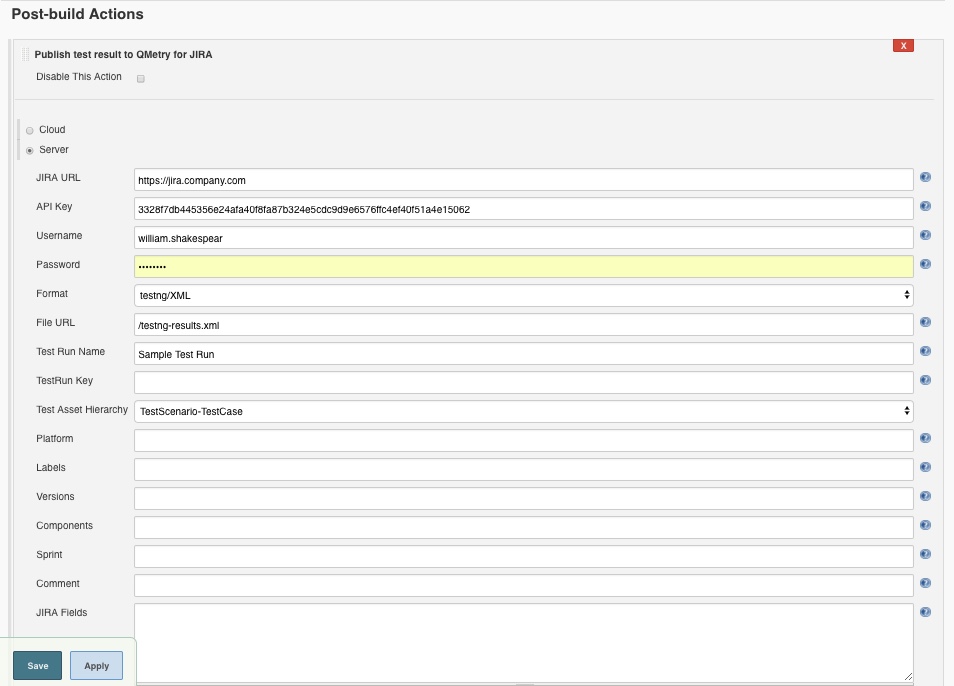 Post-build Actions
Publish test result to QMetry for JIRA
X
Disable This Action
Cloud
Server
JIRA URL https://jira.company.com
API Key 3328f7db445356e24afa40f8fa87b324e5cdc9d9e6576ffc4ef40f51a4e15062
Username william.shakespear
Password ••••••••
Format testng/XML
File URL /testng-results.xml
Test Run Name Sample Test Run
TestRun Key
Test Asset Hierarchy TestScenario-TestCase
Platform
Labels
Versions
Components
Sprint
Comment
JIRA Fields
Save Apply